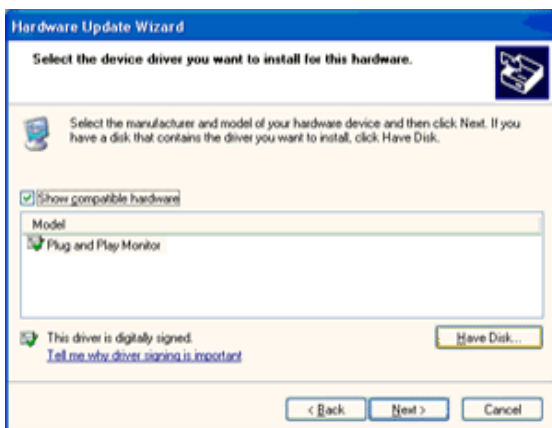 Hardware Update Wizard
Select the device driver you want to install for this hardware.
Select the manufacturer and model of your hardware device and then click Next. If you
have a disk that contains the driver you want to install, click Have Disk.
Show compatible hardware
Model
Plug and Play Monitor
This driver is digitally signed.
Have Disk...
Tell me why driver signing is important
< Back
Next >
Cancel